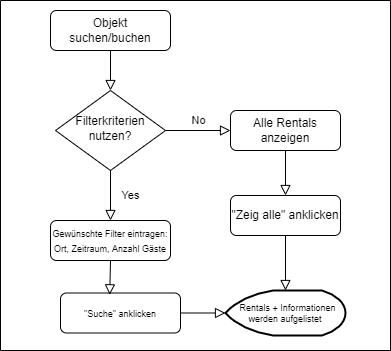 Objekt
suchen/buchen
Filterkriterien
nutzen?
No
Alle Rentals
anzeigen
Yes
"Zeig alle" anklicken
Gewünschte Filter eintragen:
Ort, Zeitraum, Anzahl Gäste
"Suche" anklicken
Rentals + Informationen
werden aufgelistet